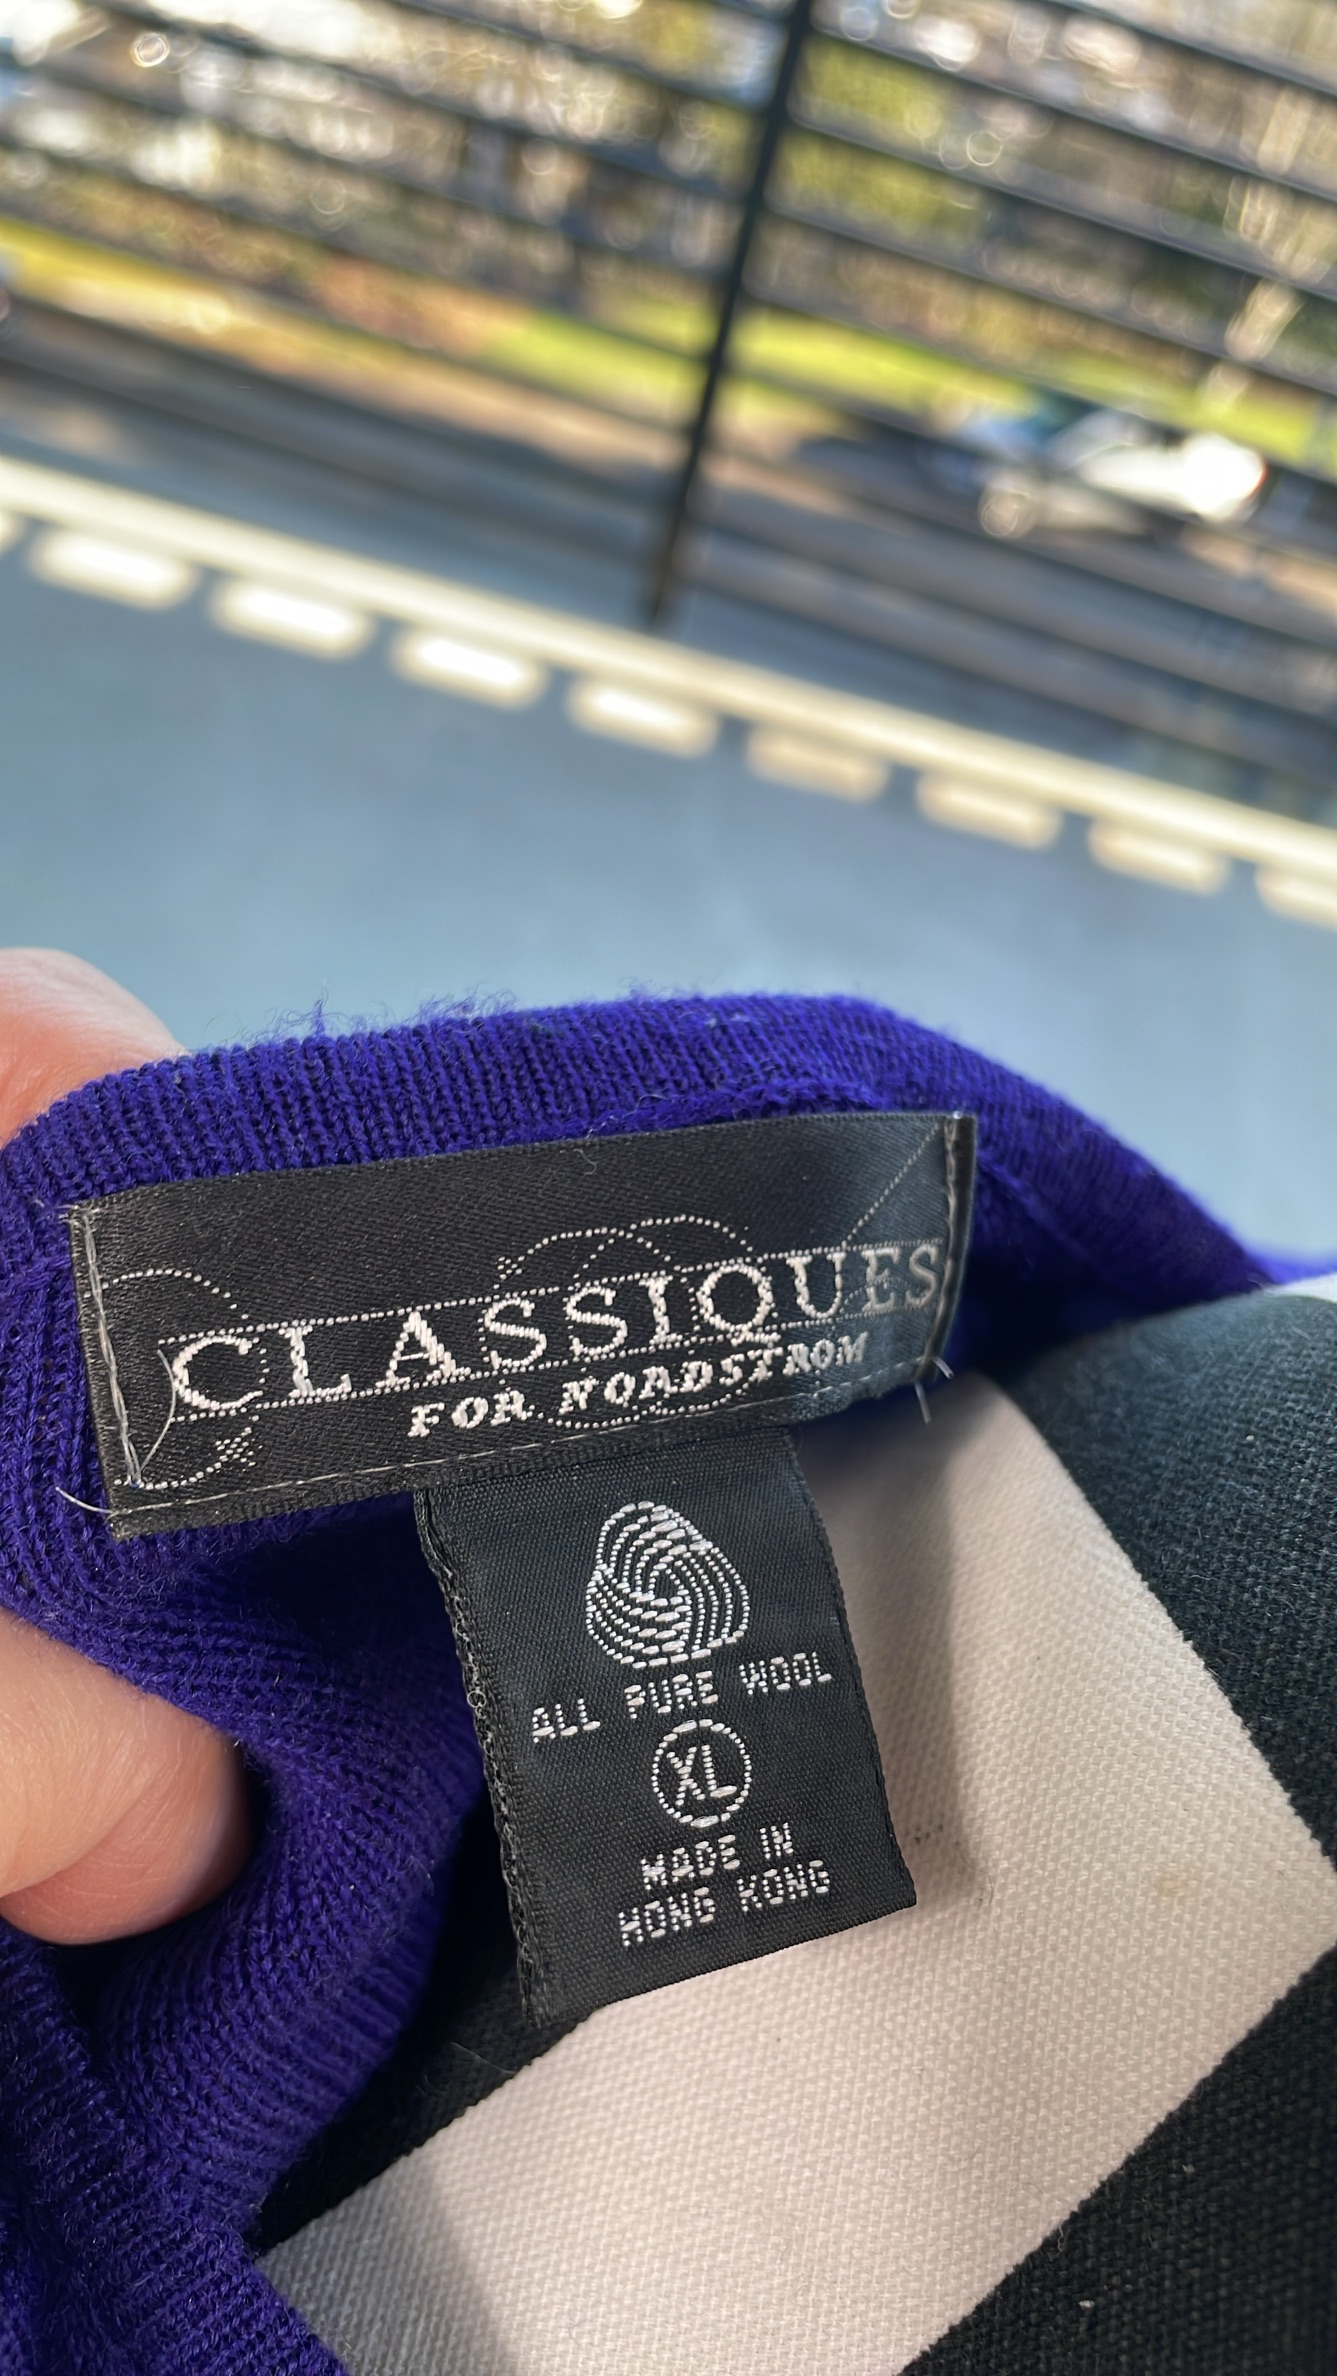 CLASSIQUES
FOR NORDSTROM
ALL PURE WOOL
XL
MADE IN
HONG KONG